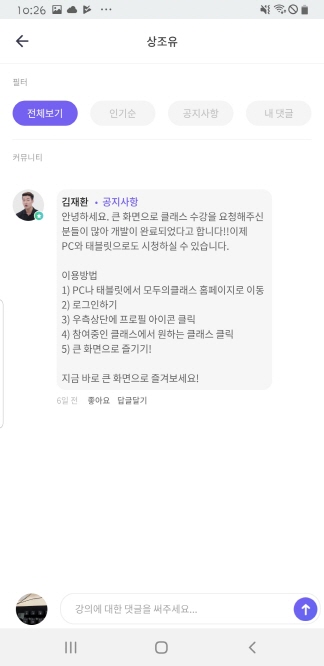 10:26
상조유
필터
전체보기
인기순
공지사항
내 댓글
커뮤니티
김재환 • 공지사항
안녕하세요. 큰 화면으로 클래스 수강을 요청해주신
분들이 많아 개발이 완료되었다고 합니다!!이제
PC와 태블릿으로도 시청하실 수 있습니다.
이용방법
1) PC나 태블릿에서 모두의클래스 홈페이지로 이동
2) 로그인하기
3) 우측상단에 프로필 아이콘 클릭
4) 참여중인 클래스에서 원하는 클래스 클릭
5) 큰 화면으로 즐기기!
지금 바로 큰 화면으로 즐겨보세요!
6일 전 좋아요 답글달기
강의에 대한 댓글을 써주세요...